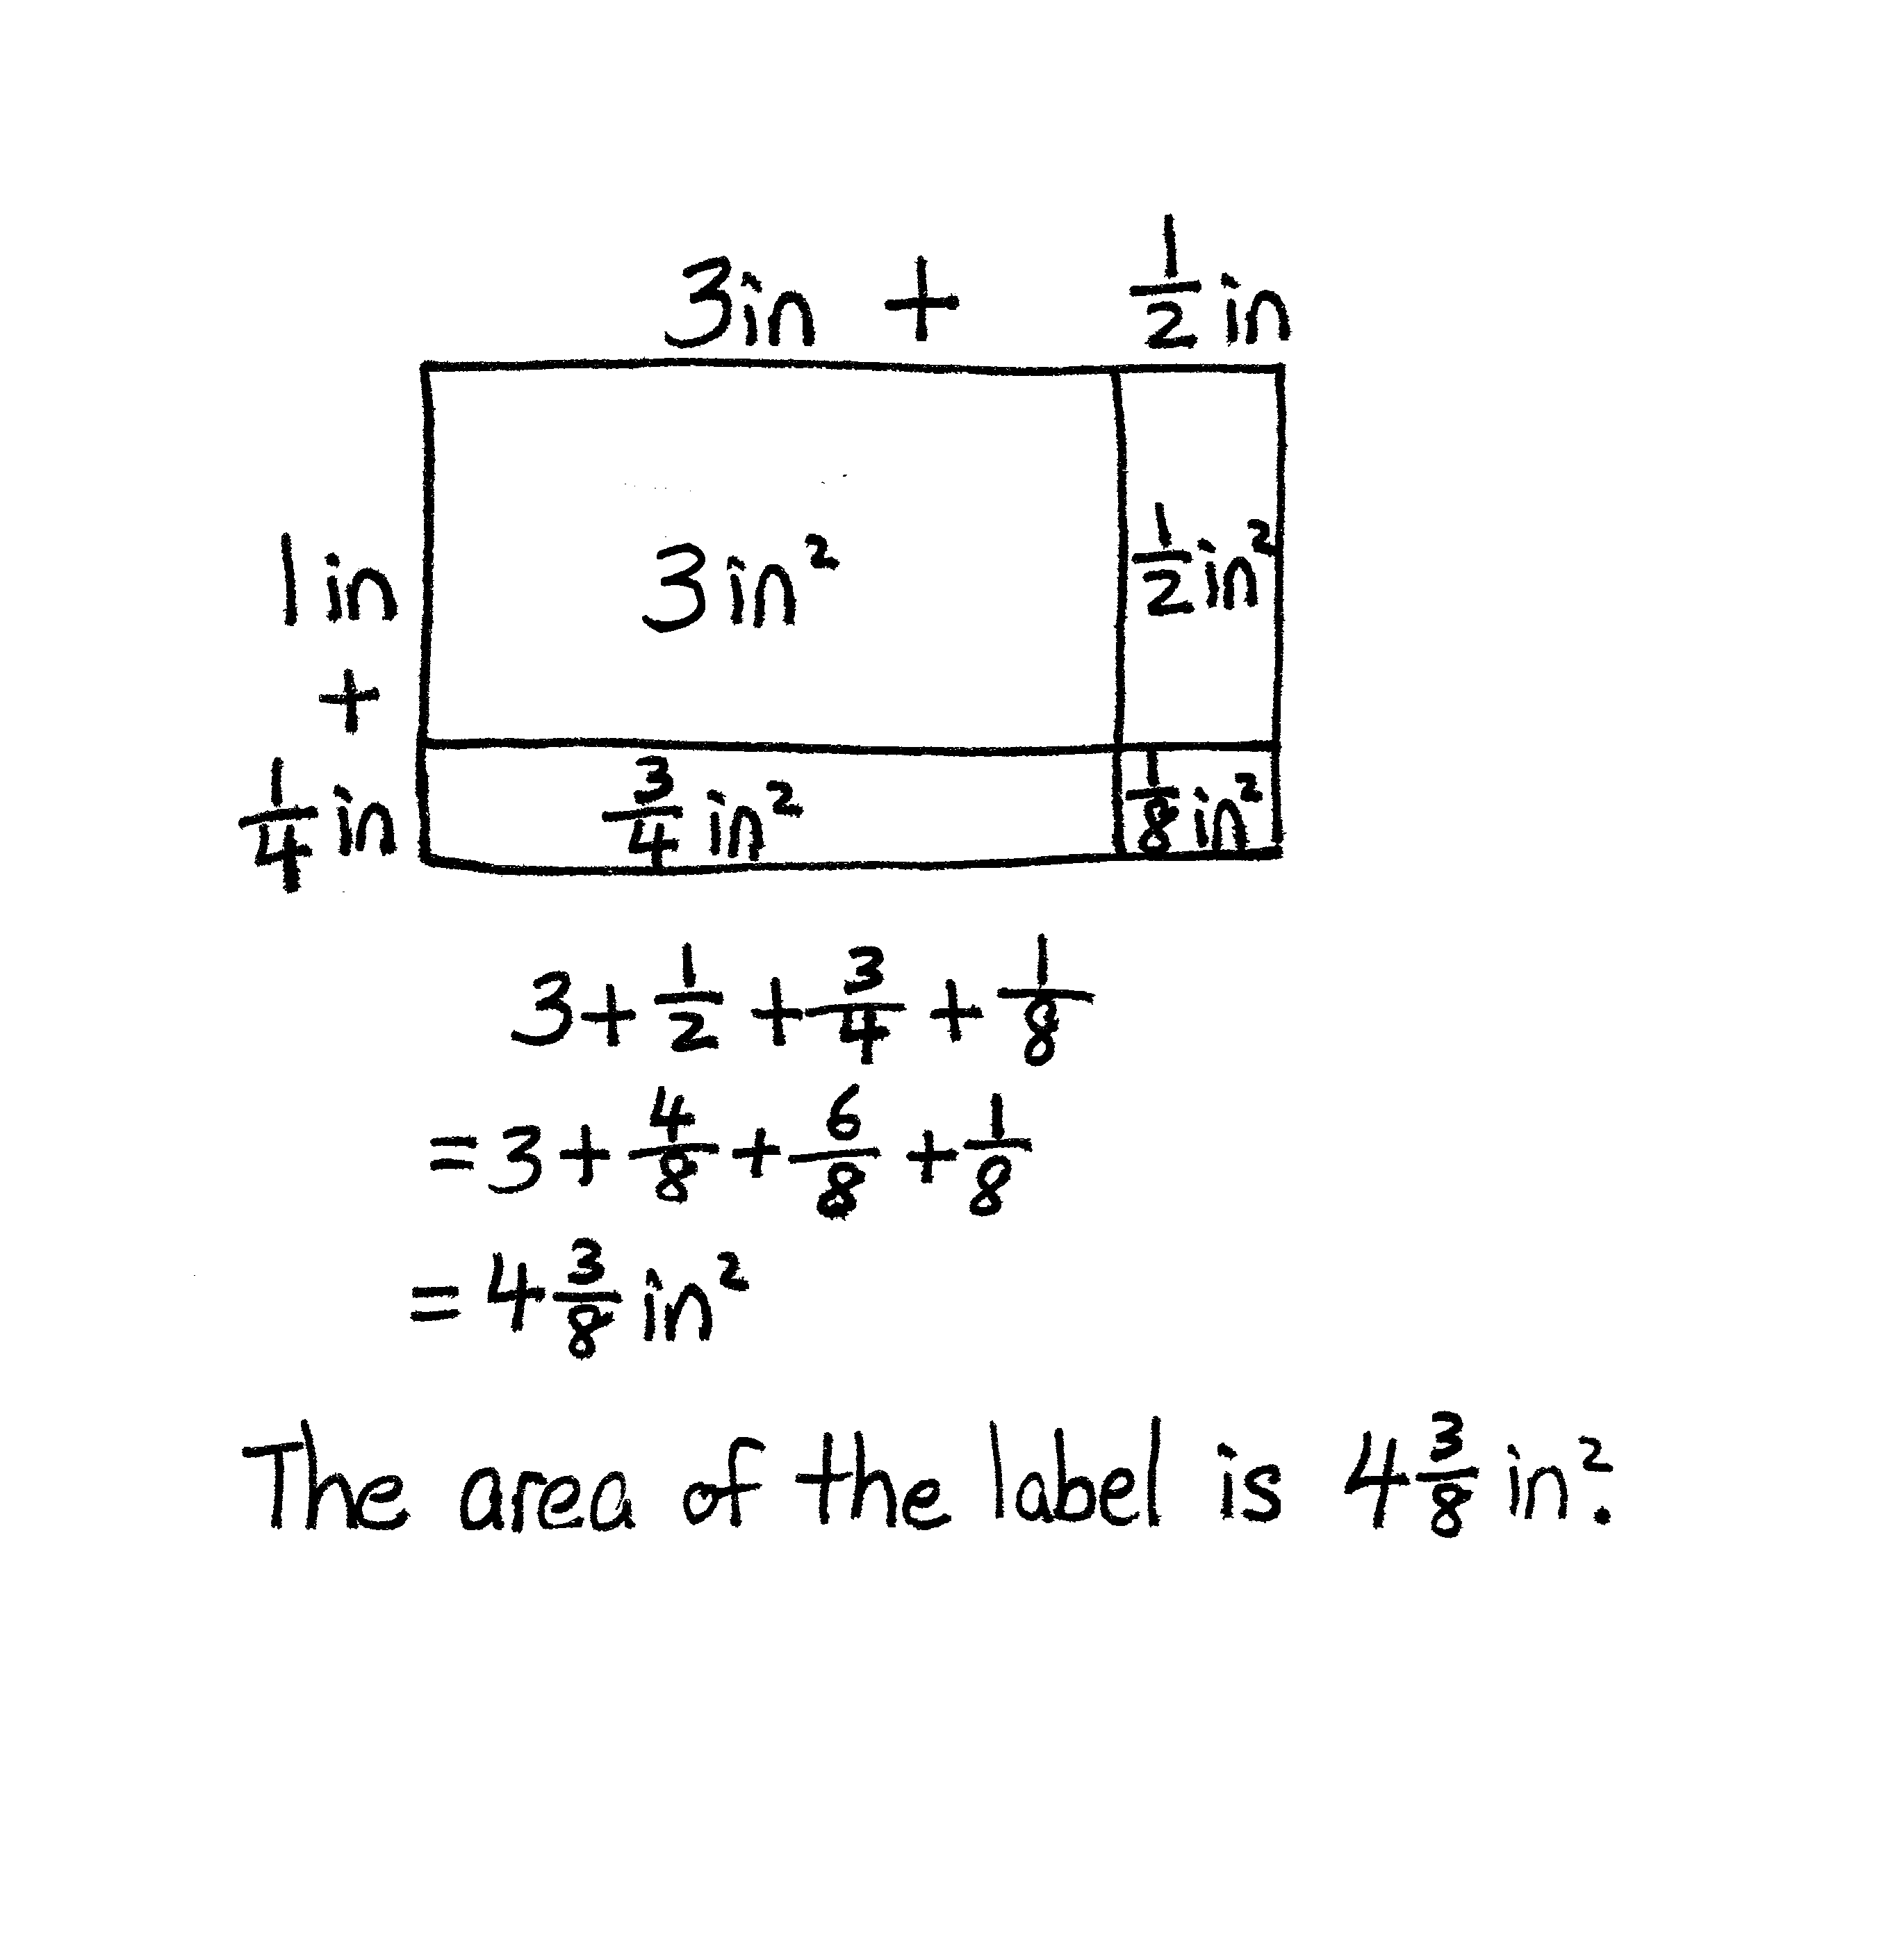 3in + 1/2 in
1 in
+
1/4 in
3 in²
1/2 in²
3/4 in²
1/8 in²
3 + 1/2 + 3/4 + 1/8
= 3 + 4/8 + 6/8 + 1/8
= 4 3/8 in²
The area of the label is 4 3/8 in².